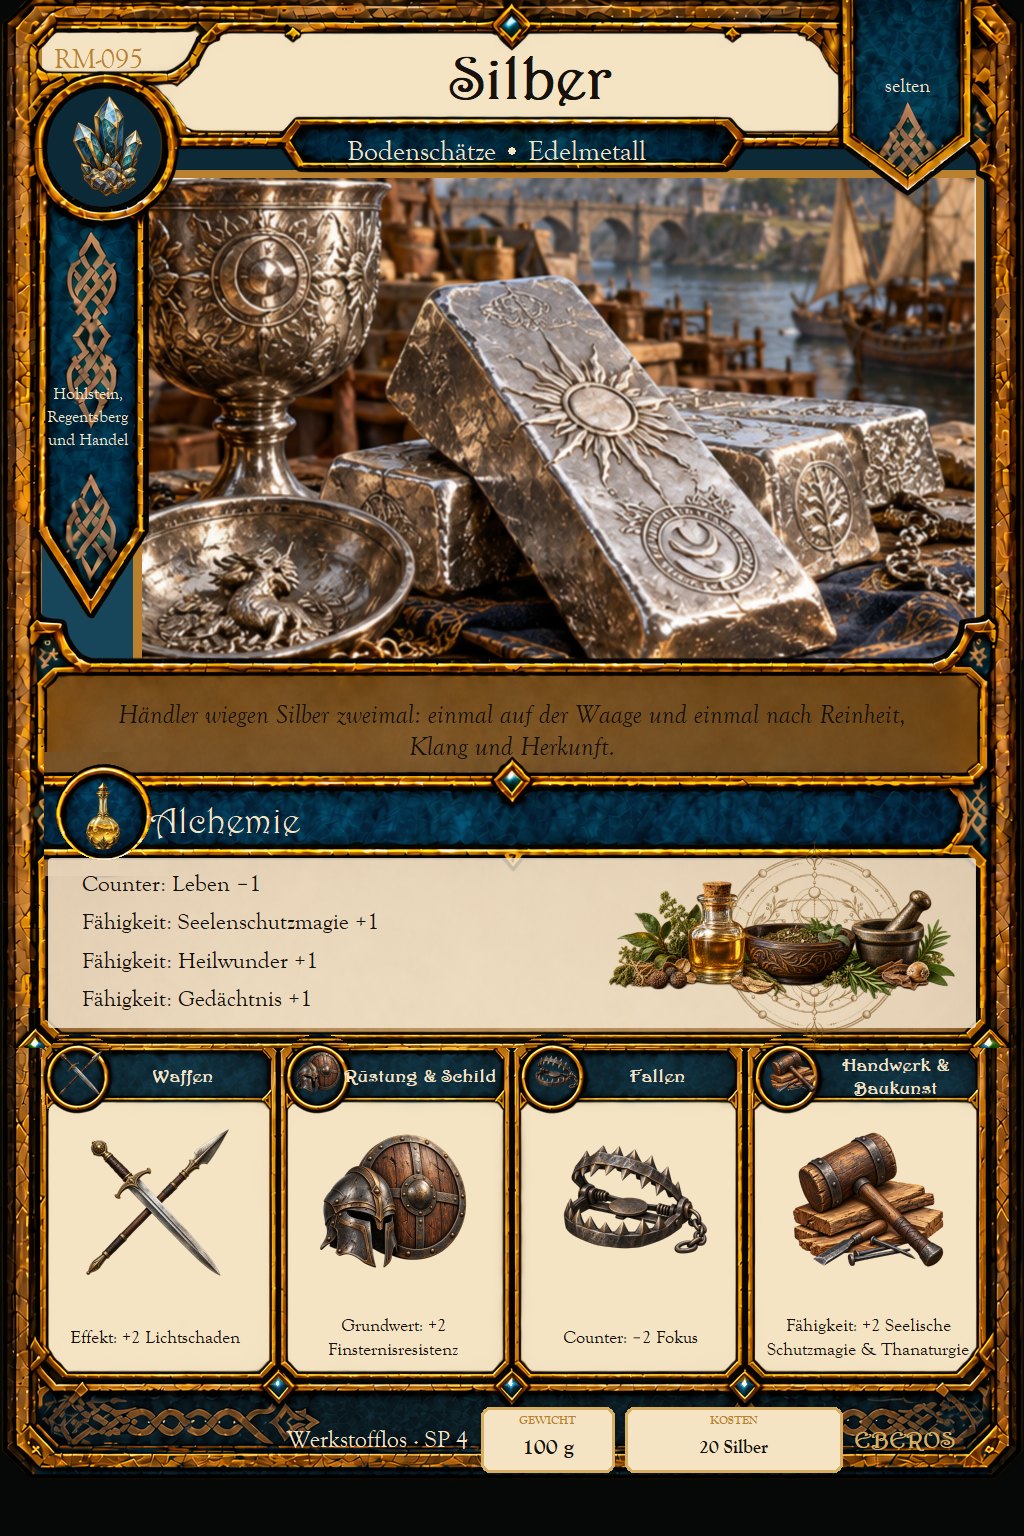 RM-095
Silber
selten
Bodenschätze • Edelmetall
Hohlstein,
Regentsberg
und Handel
Händler wiegen Silber zweimal: einmal auf der Waage und einmal nach Reinheit,
Klang und Herkunft.
Alchemie
Counter: Leben −1
Fähigkeit: Seelenschutzmagie +1
Fähigkeit: Heilwunder +1
Fähigkeit: Gedächtnis +1
Waffen
Effekt: +2 Lichtschaden
Rüstung & Schild
Grundwert: +2
Finsternisresistenz
Fallen
Counter: −2 Fokus
Handwerk &
Baukunst
Fähigkeit: +2 Seelische
Schutzmagie & Thanaturgie
Werkstofflos · SP 4
GEWICHT
100 g
KOSTEN
20 Silber
EBEROS